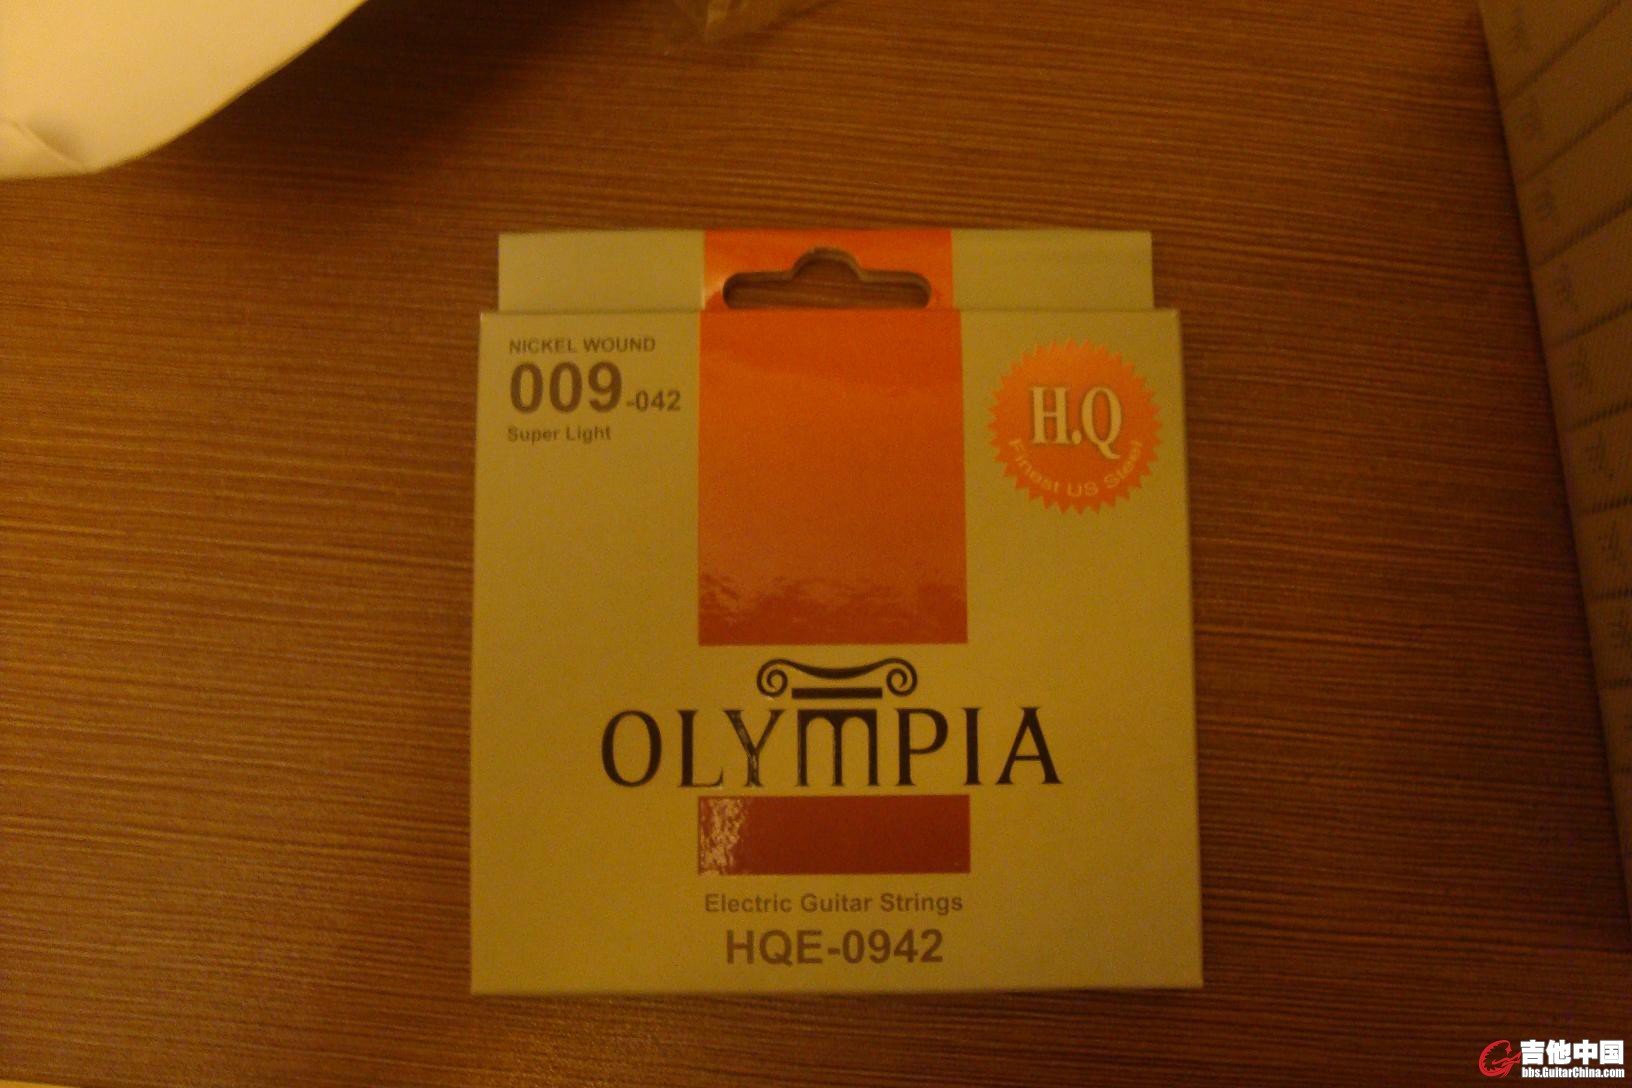 NICKEL WOUND
009-042
Super Light
H.Q
Finest US Steel
OLYMPIA
Electric Guitar Strings
HQE-0942
吉他中国
bbs.GuitarChina.com